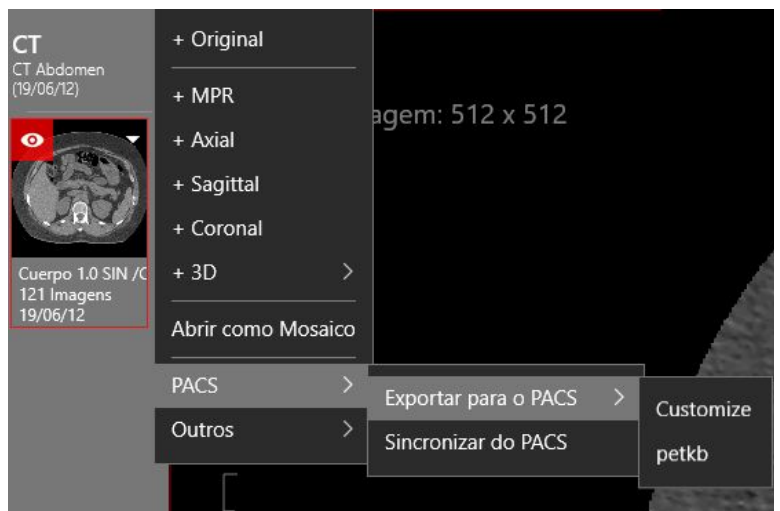 CT
CT Abdomen
(19/06/12)
Cuerpo 1.0 SIN /C
121 Imagens
19/06/12
+ Original
+ MPR
+ Axial
+ Sagittal
+ Coronal
+ 3D
Abrir como Mosaico
PACS
Outros
agem: 512 x 512
Exportar para o PACS
Sincronizar do PACS
Customize
petkb